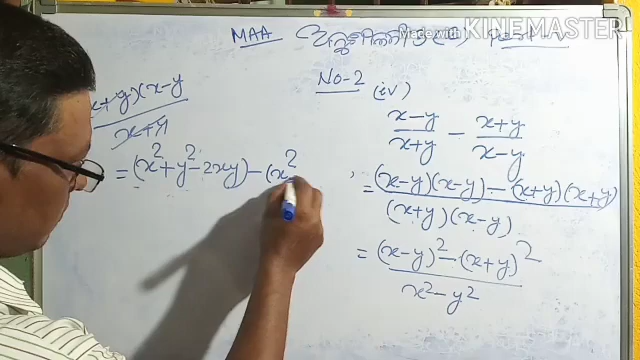 Made with KINEMASTER
MAA
No-2 (iv)
x-y/x+y - x+y/x-y
= (x-y)(x-y) - (x+y)(x+y) / (x+y)(x-y)
= (x-y)² - (x+y)² / x² - y²
x+y)(x-y) / x+y
= (x² + y² - 2xy) - (x²